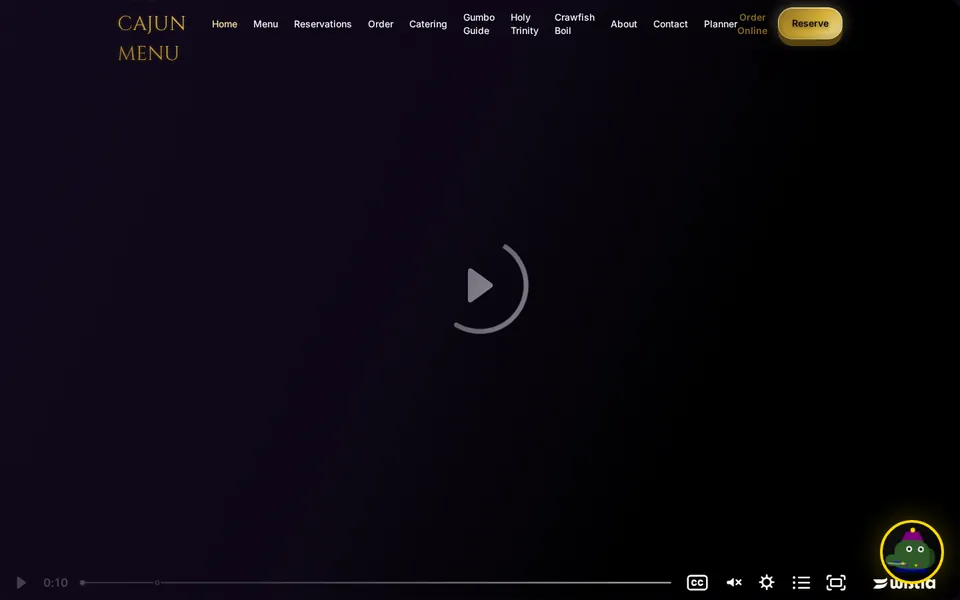 CAJUN
MENU
Home
Menu
Reservations
Order
Catering
Gumbo
Guide
Holy
Trinity
Crawfish
Boil
About
Contact
Planner
Order
Online
Reserve
0:10
CC
wistia